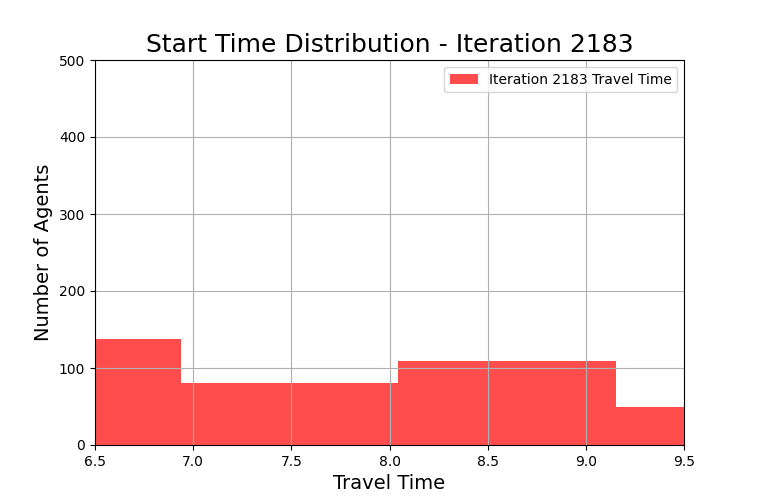 Start Time Distribution - Iteration 2183
Iteration 2183 Travel Time
Number of Agents
500
400
300
200
100
0
6.5 7.0 7.5 8.0 8.5 9.0 9.5
Travel Time